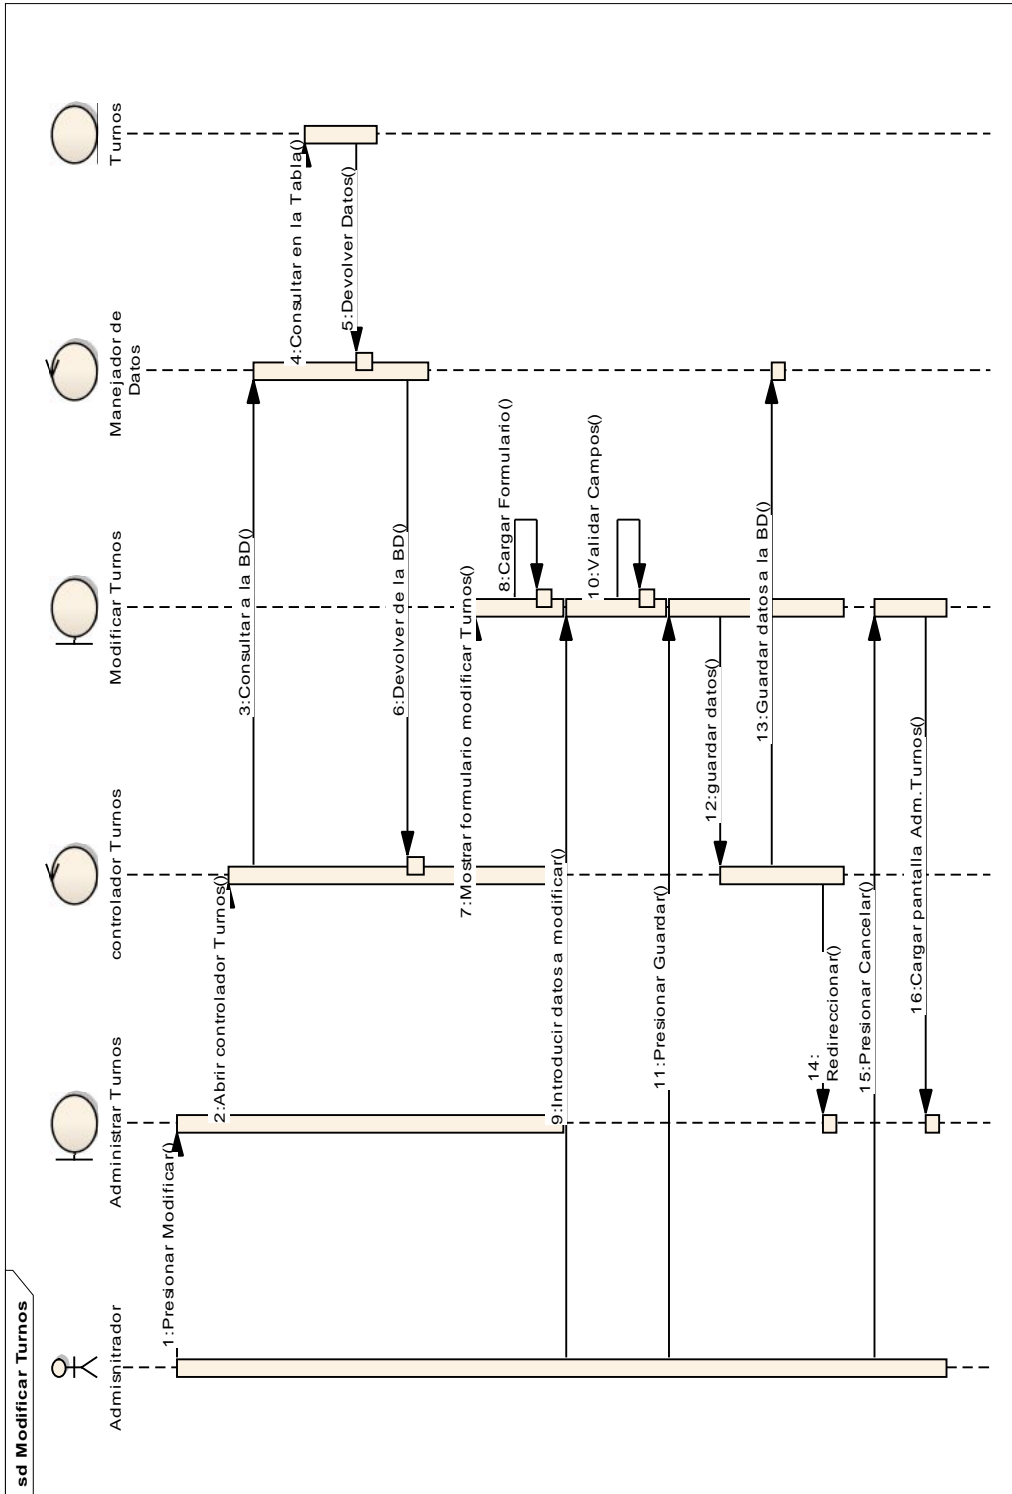 sd Modificar Turnos
Admisnitrador
Administrar Turnos
controlador Turnos
Modificar Turnos
Manejador de
Datos
Turnos
1:Presionar Modificar()
2:Abrir controlador Turnos()
3:Consultar a la BD()
4:Consultar en la Tabla()
5:Devolver Datos()
6:Devolver de la BD()
7:Mostrar formulario modificar Turnos()
8:Cargar Formulario()
9:Introducir datos a modificar()
10:Validar Campos()
11:Presionar Guardar()
12:guardar datos()
13:Guardar datos a la BD()
14:
Redireccionar()
15:Presionar Cancelar()
16:Cargar pantalla Adm.Turnos()